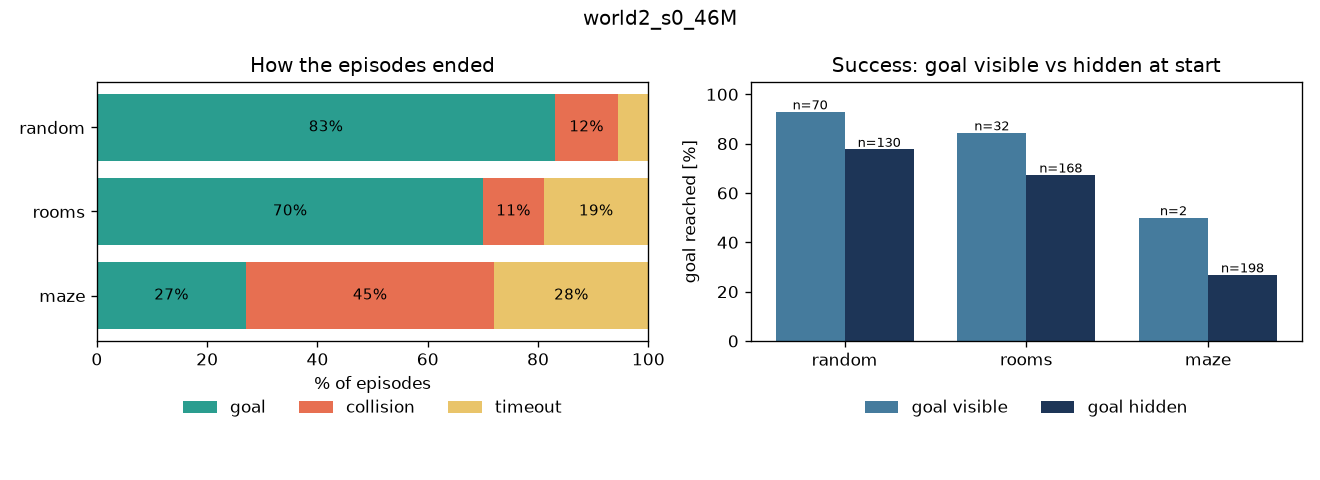 world2_s0_46M
How the episodes ended
random
83%
12%
rooms
70%
11%
19%
maze
27%
45%
28%
0 20 40 60 80 100
% of episodes
goal collision timeout
Success: goal visible vs hidden at start
goal reached [%]
100
80
60
40
20
0
n=70
n=130
n=32
n=168
n=2
n=198
random rooms maze
goal visible goal hidden